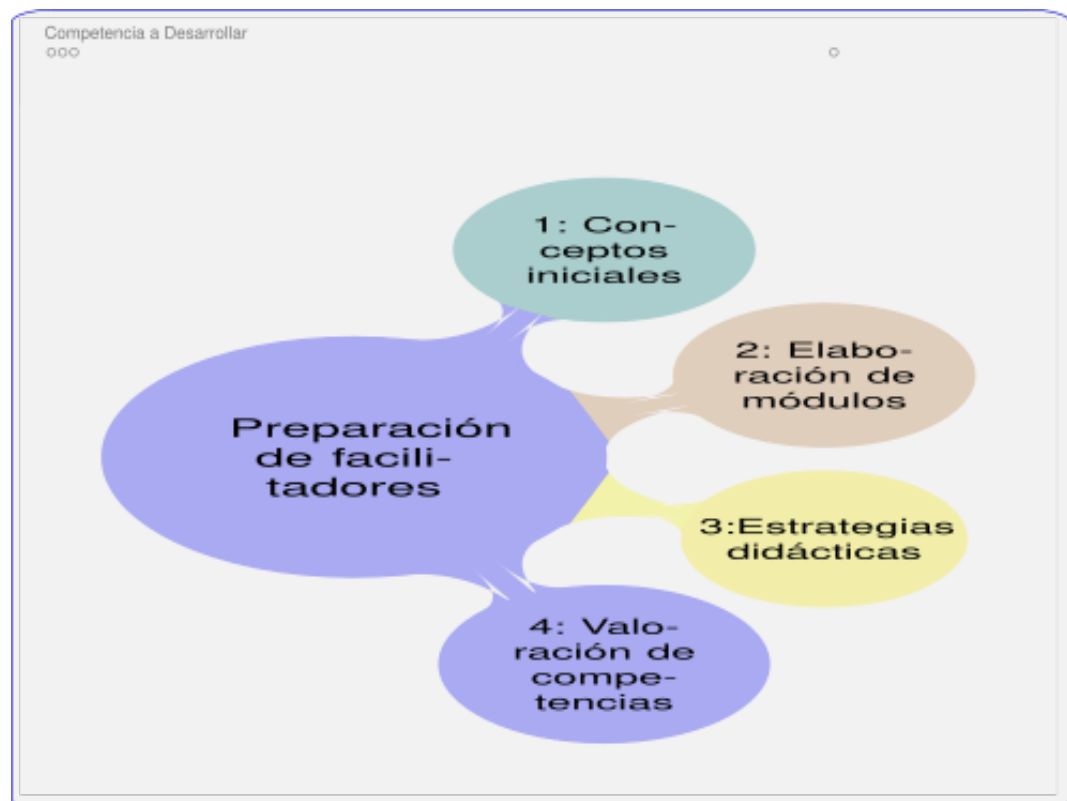 Competencia a Desarrollar
1: Con-
ceptos
iniciales
2: Elabo-
ración de
módulos
Preparación
de facili-
tadores
3:Estrategias
didácticas
4: Valo-
ración de
compe-
tencias